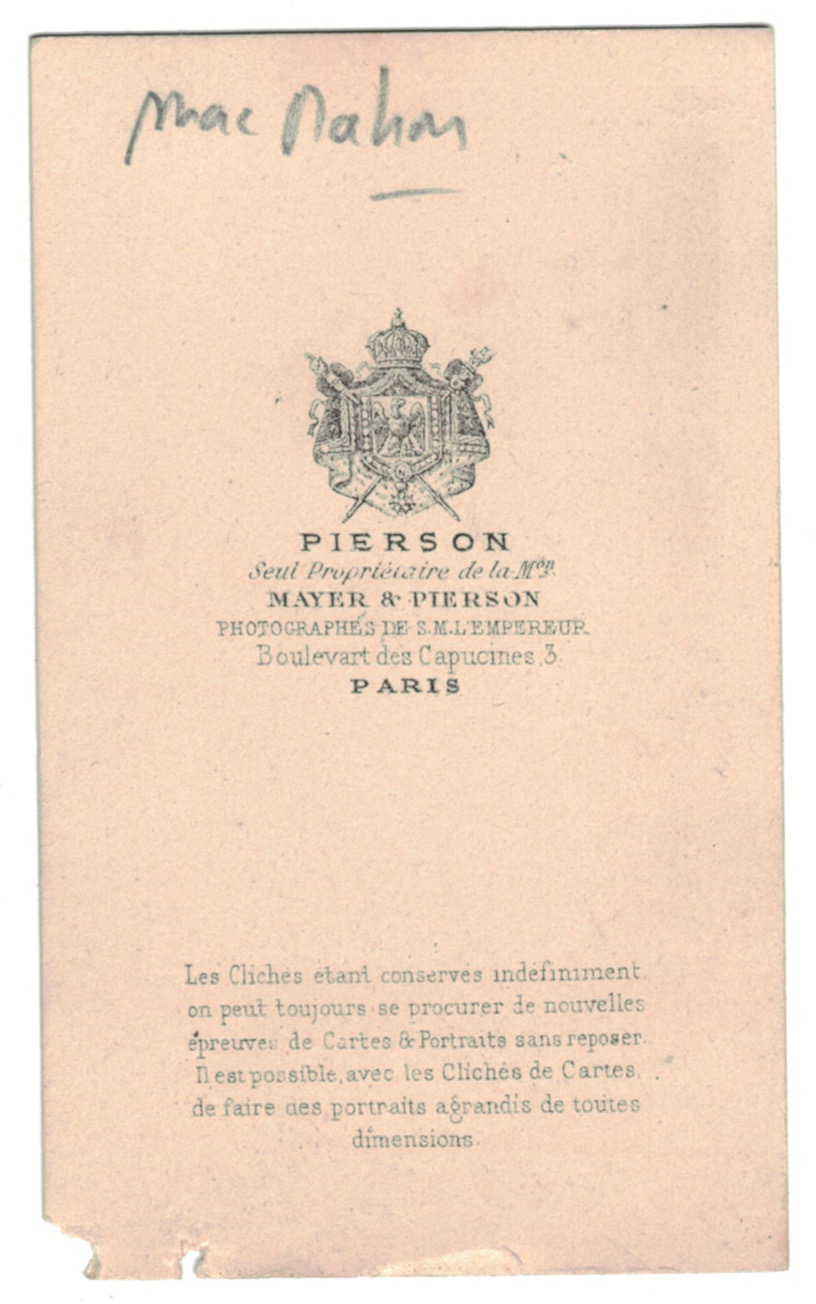 Mac Mahon
PIERSON
Seul Propriétaire de la Mon.
MAYER & PIERSON
PHOTOGRAPHES DE S.M. L'EMPEREUR
Boulevart des Capucines, 3.
PARIS
Les Clichés étant conservés indéfiniment,
on peut toujours se procurer de nouvelles
épreuves de Cartes & Portraits sans reposer.
Il est possible, avec les Clichés de Cartes,
de faire des portraits agrandis de toutes
dimensions.